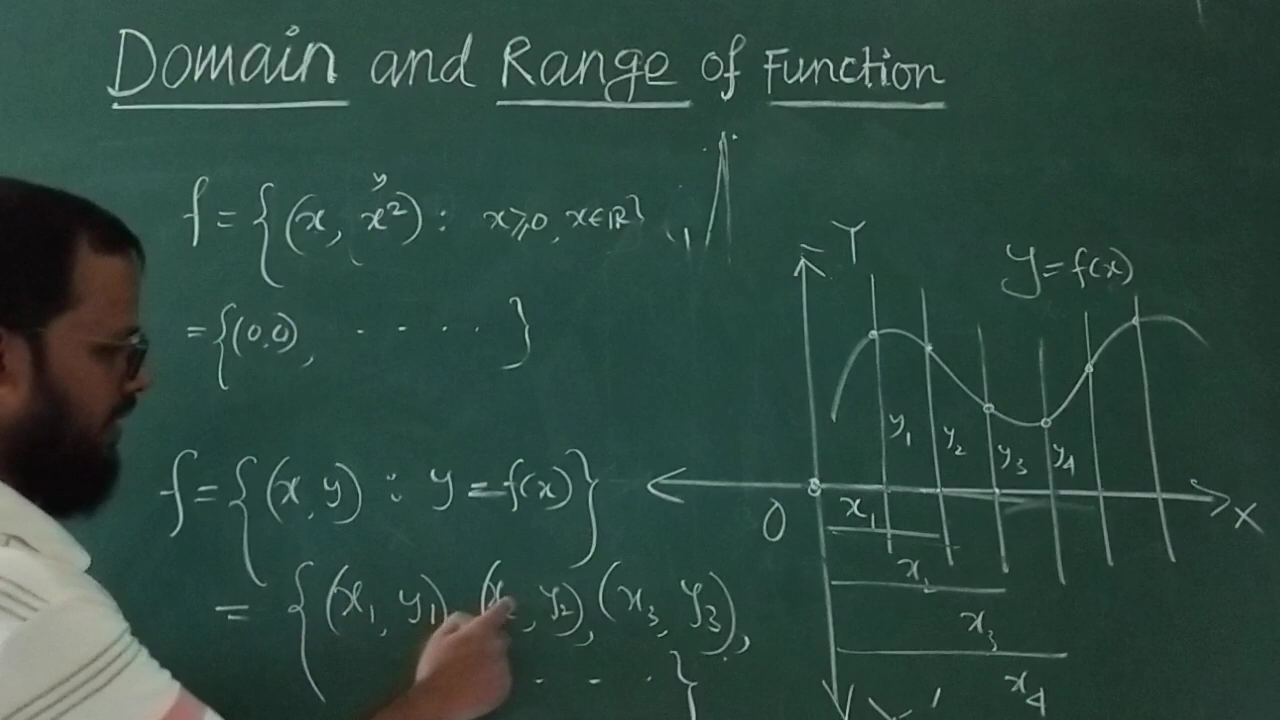 Domain and Range of Function
y
f = {(x, x²) : x⩾0, x∈ℝ}
= {(0,0), · · · · · }
f = {(x, y) : y = f(x)}
= {(x₁, y₁), (x₂, y₂), (x₃, y₃),
· · · }
Y
y = f(x)
y₁ y₂ y₃ y₄
O
X
x₁
x₃
x₄